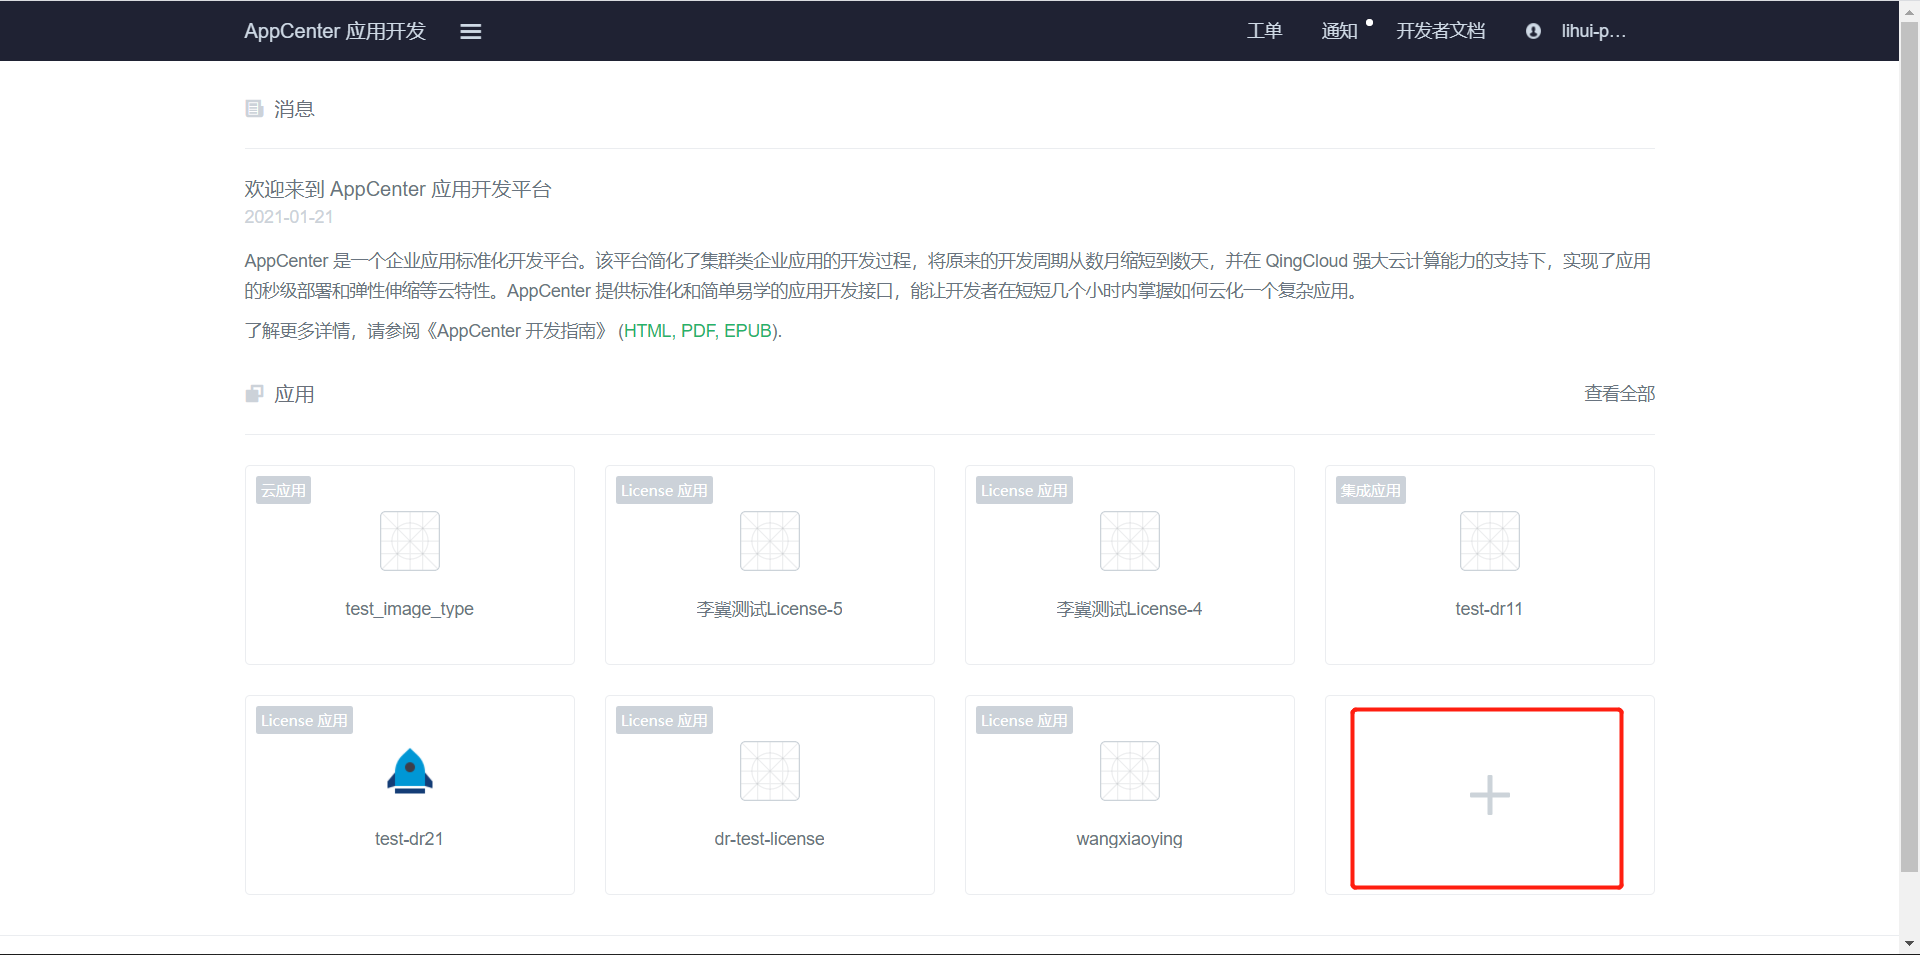 AppCenter 应用开发
工单 通知 开发者文档 lihui-p...
消息
欢迎来到 AppCenter 应用开发平台
2021-01-21
AppCenter 是一个企业应用标准化开发平台。该平台简化了集群类企业应用的开发过程，将原来的开发周期从数月缩短到数天，并在 QingCloud 强大云计算能力的支持下，实现了应用
的秒级部署和弹性伸缩等云特性。AppCenter 提供标准化和简单易学的应用开发接口，能让开发者在短短几个小时内掌握如何云化一个复杂应用。
了解更多详情，请参阅《AppCenter 开发指南》 (HTML, PDF, EPUB).
应用 查看全部
云应用 License 应用 License 应用 集成应用
test_image_type 李翼测试License-5 李翼测试License-4 test-dr11
License 应用 License 应用 License 应用
test-dr21 dr-test-license wangxiaoying